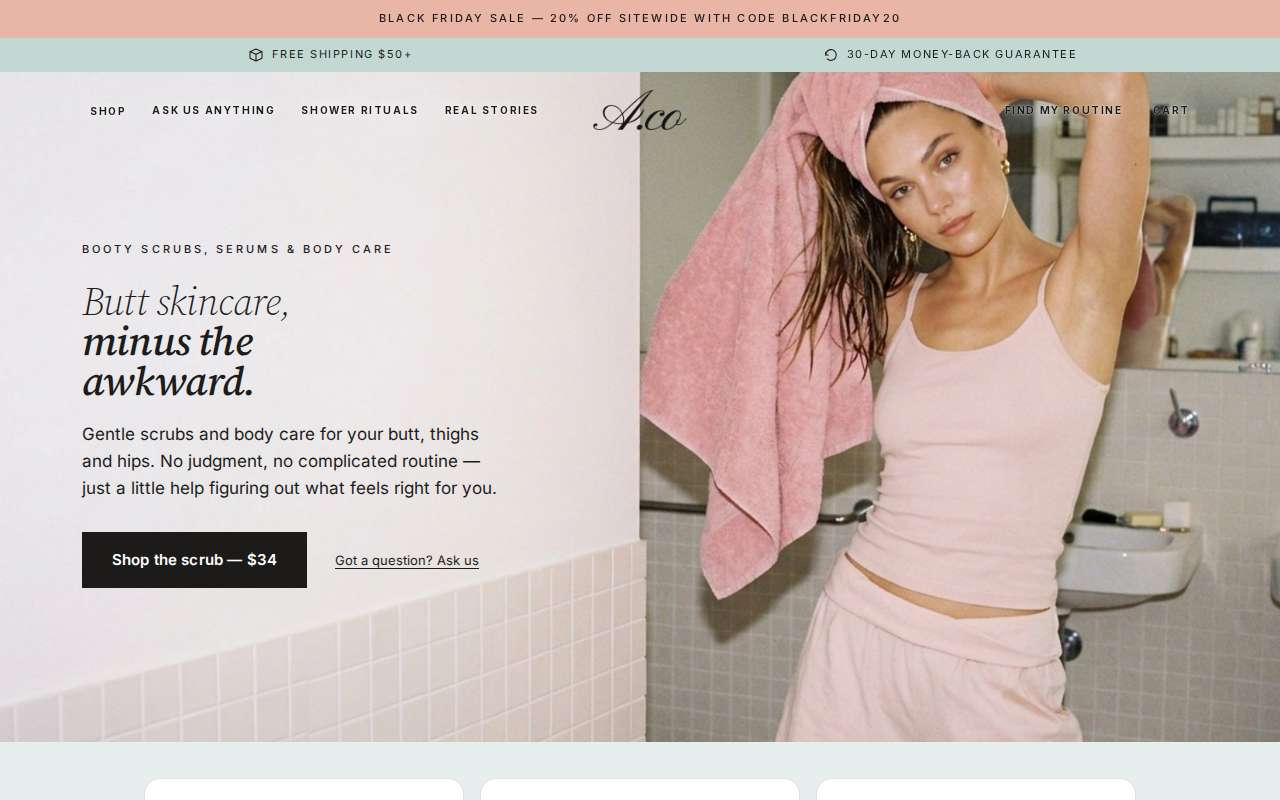 BLACK FRIDAY SALE — 20% OFF SITEWIDE WITH CODE BLACKFRIDAY20
FREE SHIPPING $50+
30-DAY MONEY-BACK GUARANTEE
SHOP
ASK US ANYTHING
SHOWER RITUALS
REAL STORIES
A.co
FIND MY ROUTINE
CART
BOOTY SCRUBS, SERUMS & BODY CARE
Butt skincare,
minus the
awkward.
Gentle scrubs and body care for your butt, thighs
and hips. No judgment, no complicated routine —
just a little help figuring out what feels right for you.
Shop the scrub — $34
Got a question? Ask us